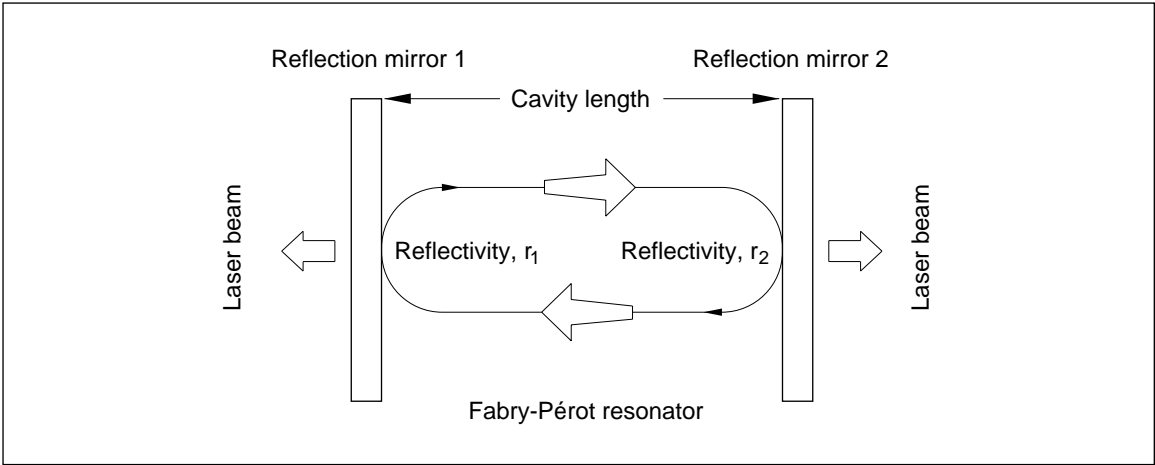 Reflection mirror 1
Reflection mirror 2
Cavity length
Laser beam
Reflectivity, r1
Reflectivity, r2
Laser beam
Fabry-Pérot resonator